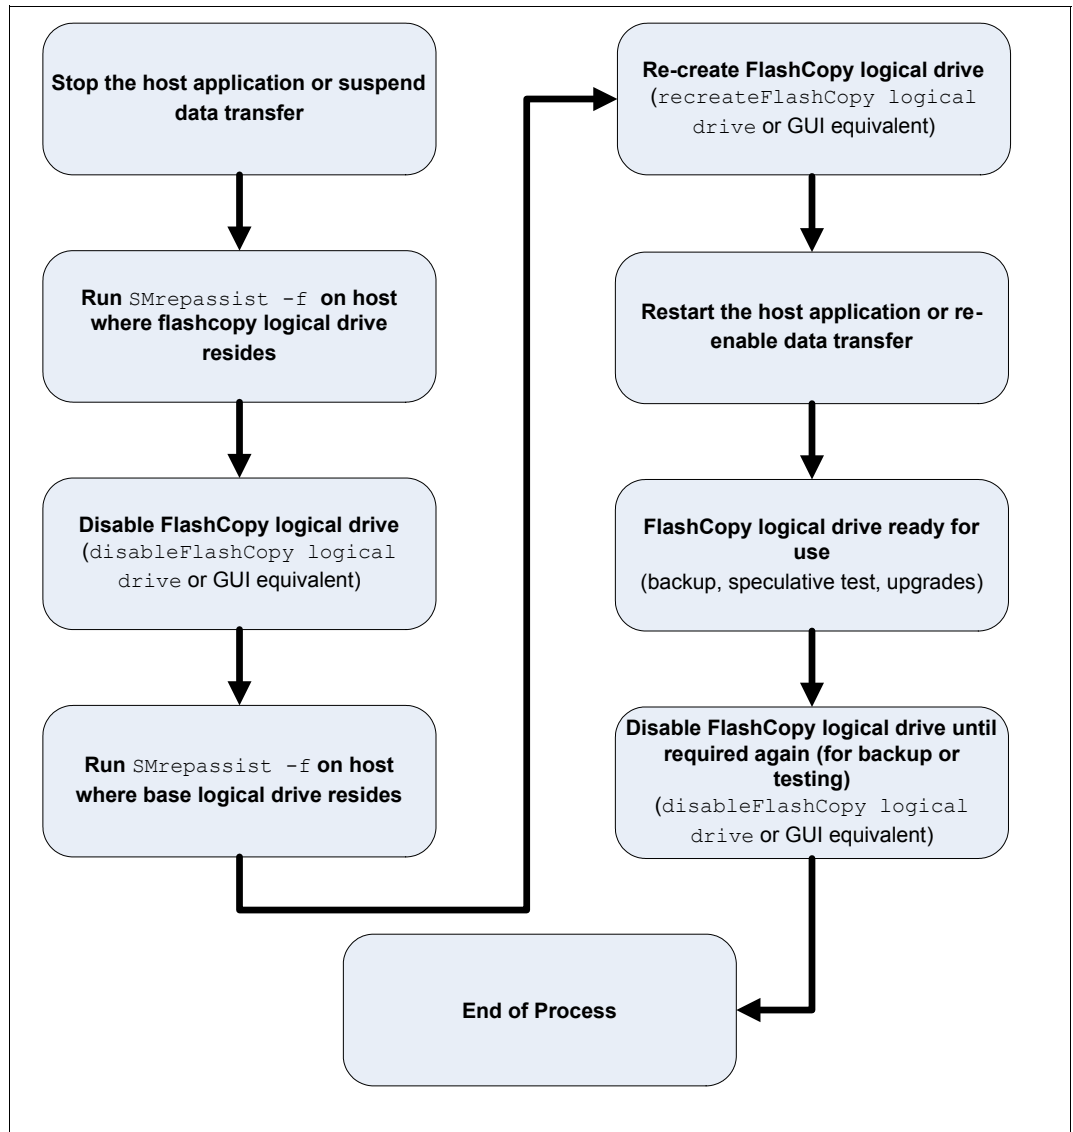 Stop the host application or suspend
data transfer
Run SMrepassist -f on host
where flashcopy logical drive
resides
Disable FlashCopy logical drive
(disableFlashCopy logical
drive or GUI equivalent)
Run SMrepassist -f on host
where base logical drive resides
Re-create FlashCopy logical drive
(recreateFlashCopy logical
drive or GUI equivalent)
Restart the host application or re-
enable data transfer
FlashCopy logical drive ready for
use
(backup, speculative test, upgrades)
Disable FlashCopy logical drive until
required again (for backup or
testing)
(disableFlashCopy logical
drive or GUI equivalent)
End of Process